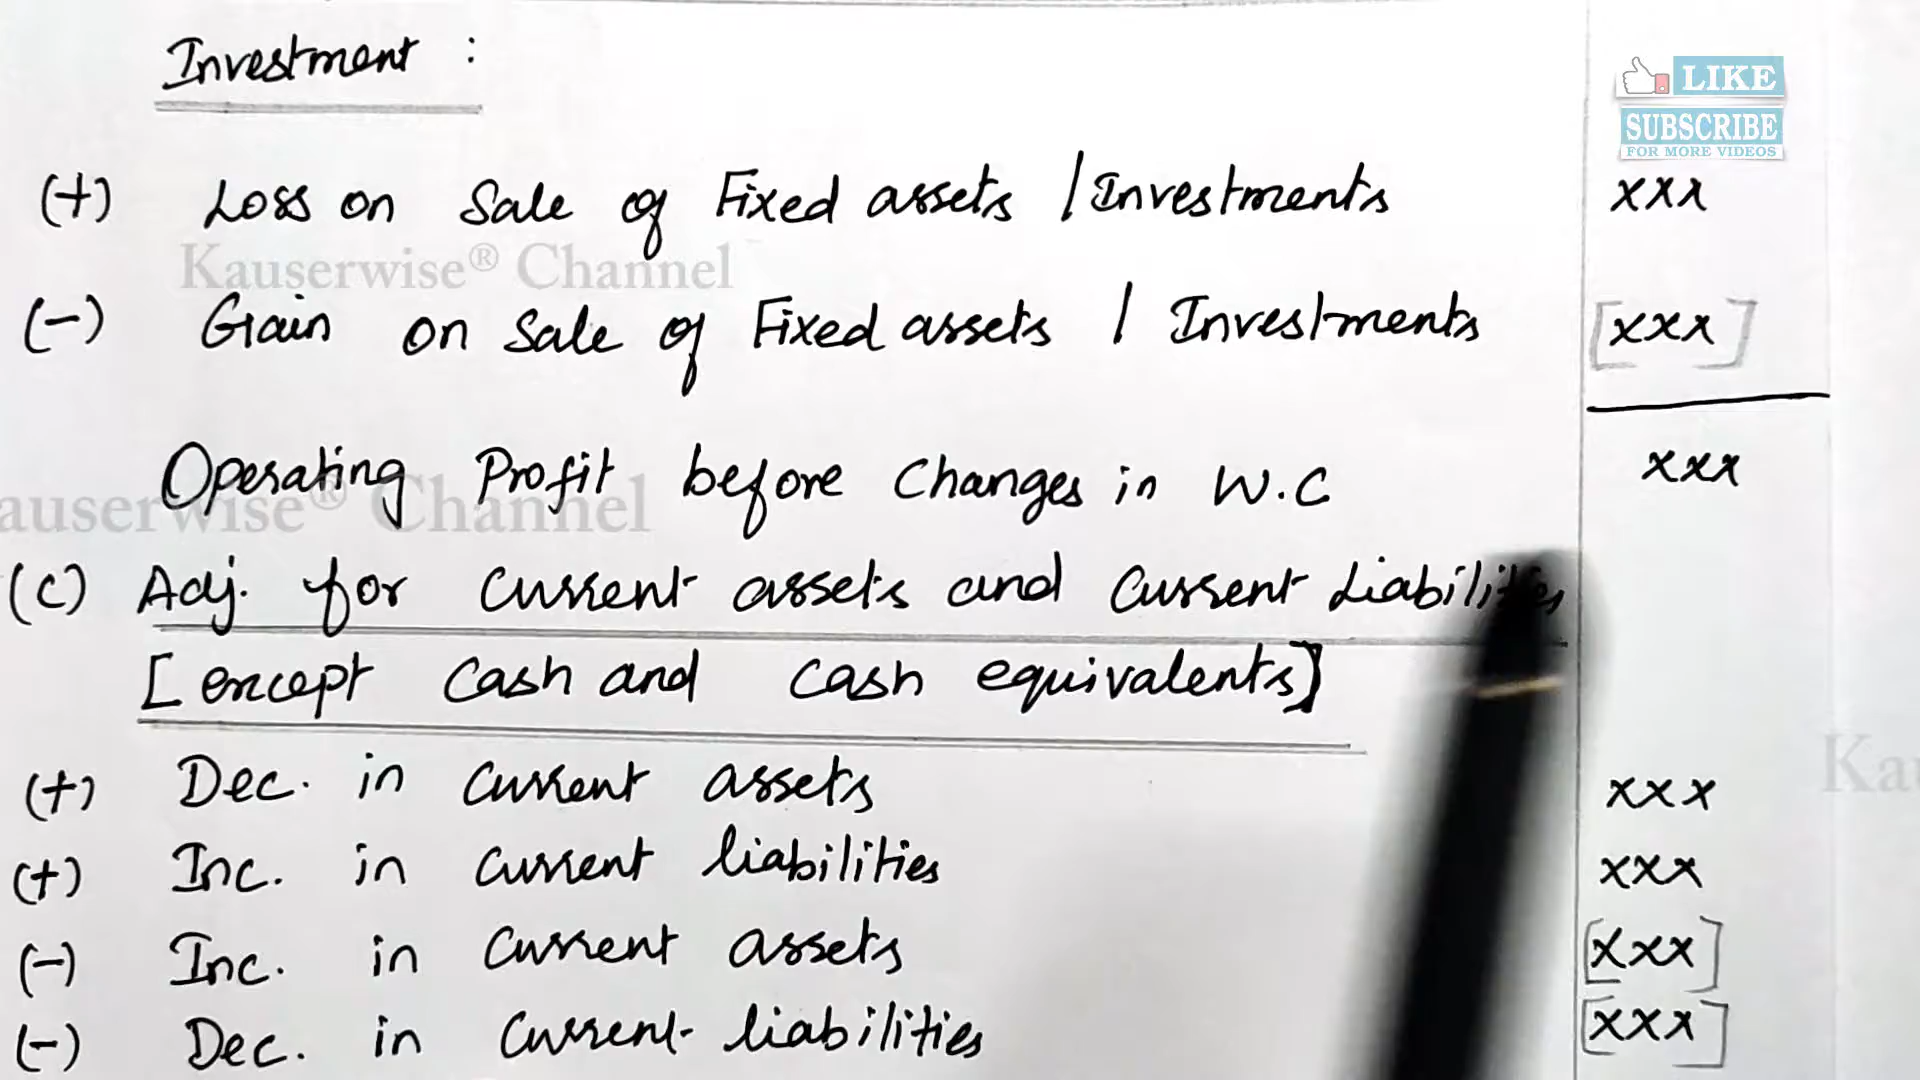 Investment :
LIKE
SUBSCRIBE
FOR MORE VIDEOS
(+) Loss on Sale of Fixed assets / Investments xxx
Kauserwise® Channel
(-) Gain on Sale of Fixed assets / Investments [xxx]
Operating Profit before Changes in W.C xxx
auserwise® Channel
(C) Adj. for Current assets and Current Liabilities
[except Cash and Cash equivalents]
Kau
(+) Dec. in Current assets xxx
(+) Inc. in Current liabilities xxx
(-) Inc. in Current assets [xxx]
(-) Dec. in Current liabilities [xxx]